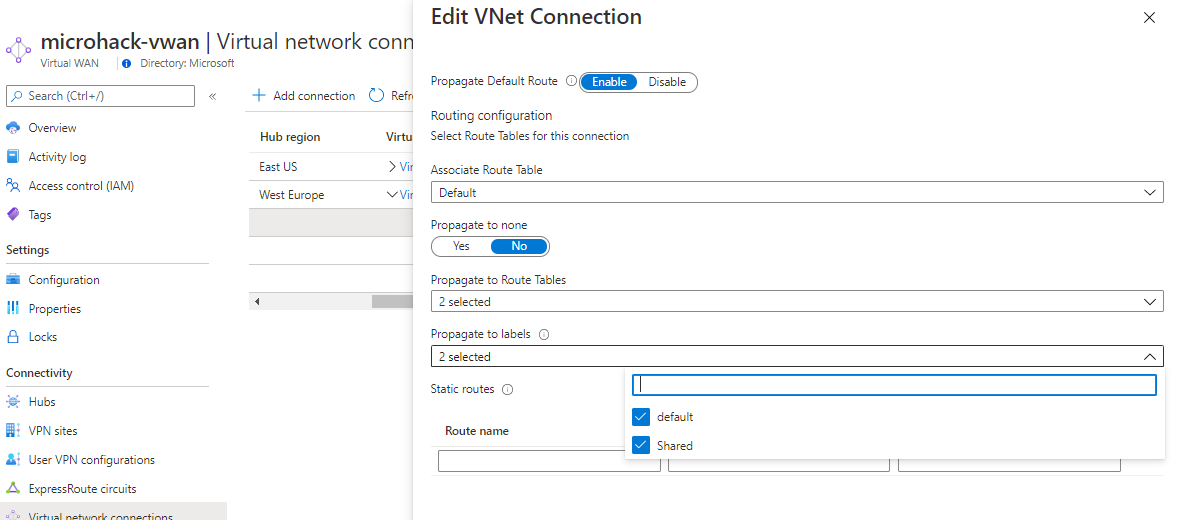 microhack-vwan | Virtual network conn
Virtual WAN
Directory: Microsoft
Search (Ctrl+/)
«
Overview
Activity log
Access control (IAM)
Tags
Settings
Configuration
Properties
Locks
Connectivity
Hubs
VPN sites
User VPN configurations
ExpressRoute circuits
Virtual network connections
Add connection
Refr
Hub region
Virtu
East US
Vir
West Europe
Vir
Edit VNet Connection
Propagate Default Route
Enable
Disable
Routing configuration
Select Route Tables for this connection
Associate Route Table
Default
Propagate to none
Yes
No
Propagate to Route Tables
2 selected
Propagate to labels
2 selected
default
Shared
Static routes
Route name